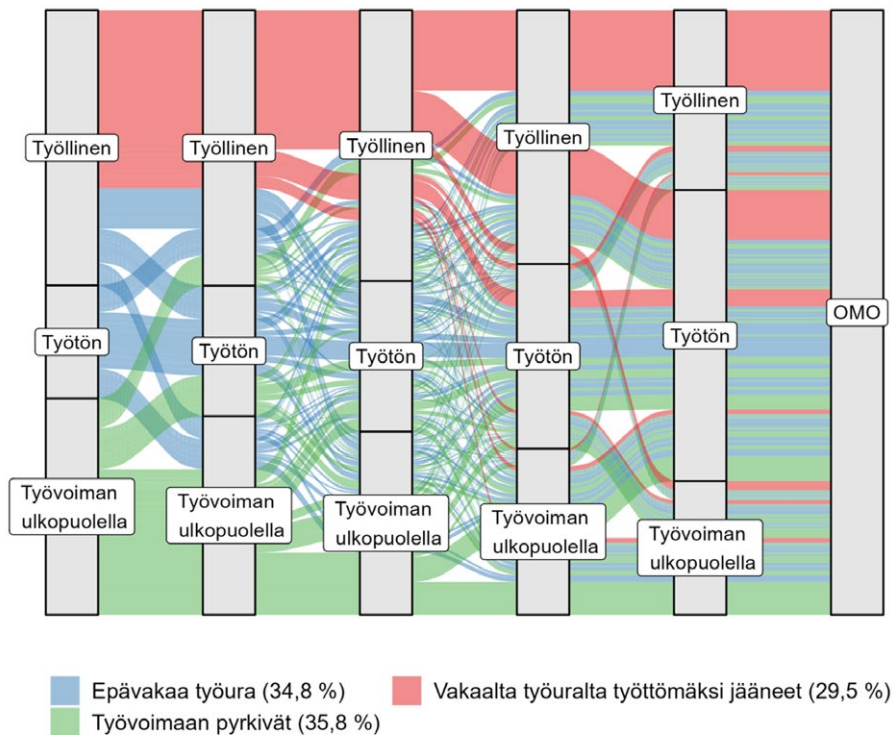 Työllinen
Työtön
Työvoiman
ulkopuolella
Työllinen
Työtön
Työvoiman
ulkopuolella
Työllinen
Työtön
Työvoiman
ulkopuolella
Työllinen
Työtön
Työvoiman
ulkopuolella
Työllinen
Työtön
Työvoiman
ulkopuolella
OMO
Epävakaa työura (34,8 %)
Vakaalta työuralta työttömäksi jääneet (29,5 %)
Työvoimaan pyrkivät (35,8 %)